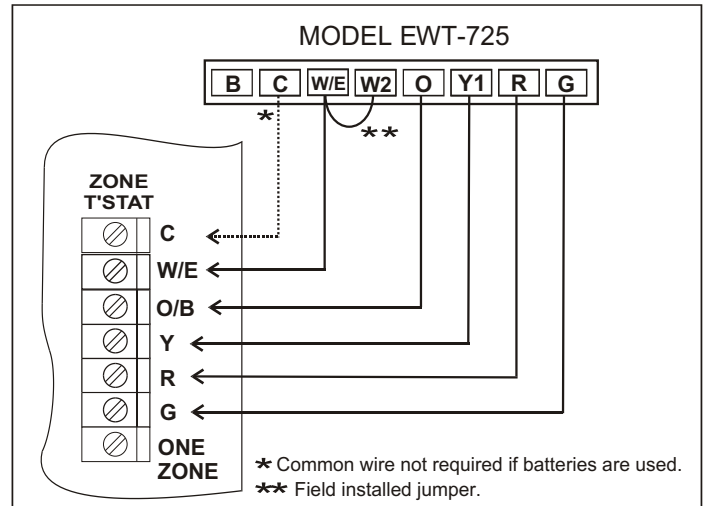 MODEL EWT-725
B C W/E W2 O Y1 R G
*
**
ZONE
T'STAT
C
W/E
O/B
Y
R
G
ONE
ZONE
* Common wire not required if batteries are used.
** Field installed jumper.